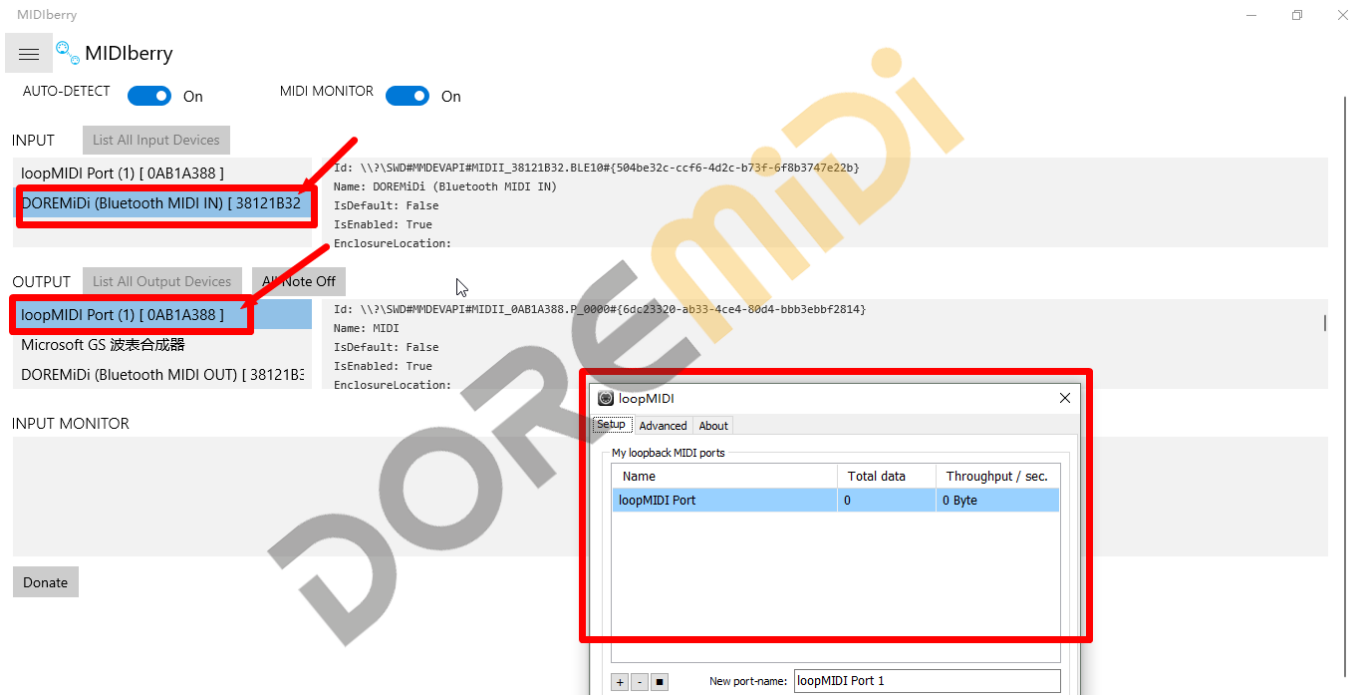 MIDIberry
MIDIberry
AUTO-DETECT On MIDI MONITOR On
INPUT List All Input Devices
loopMIDI Port (1) [ 0AB1A388 ]
DOREMiDi (Bluetooth MIDI IN) [ 38121B32
Id: \\?\SWD#MMDEVAPI#MIDII_38121B32.BLE10#{504be32c-ccf6-4d2c-b73f-6f8b3747e22b}
Name: DOREMiDi (Bluetooth MIDI IN)
IsDefault: False
IsEnabled: True
EnclosureLocation:
OUTPUT List All Output Devices All Note Off
loopMIDI Port (1) [ 0AB1A388 ]
Microsoft GS 波表合成器
DOREMiDi (Bluetooth MIDI OUT) [ 38121B3
Id: \\?\SWD#MMDEVAPI#MIDII_0AB1A388.P_0000#{6dc23320-ab33-4ce4-80d4-bbb3ebbf2814}
Name: MIDI
IsDefault: False
IsEnabled: True
EnclosureLocation:
INPUT MONITOR
Donate
loopMIDI
Setup Advanced About
My loopback MIDI ports
Name Total data Throughput / sec.
loopMIDI Port 0 0 Byte
+ - ■ New port-name: loopMIDI Port 1
DOREMiDi